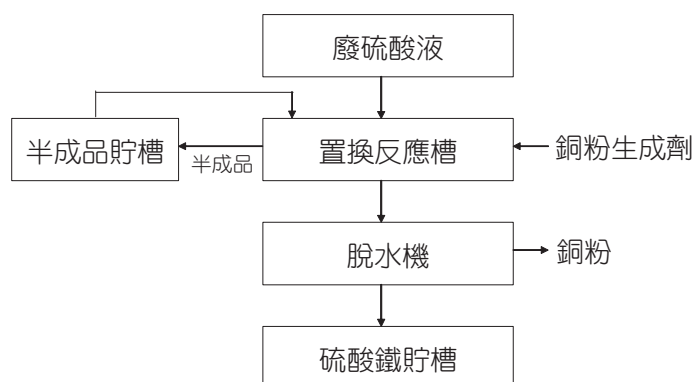 廢硫酸液
半成品貯槽
半成品
置換反應槽
銅粉生成劑
脫水機
銅粉
硫酸鐵貯槽